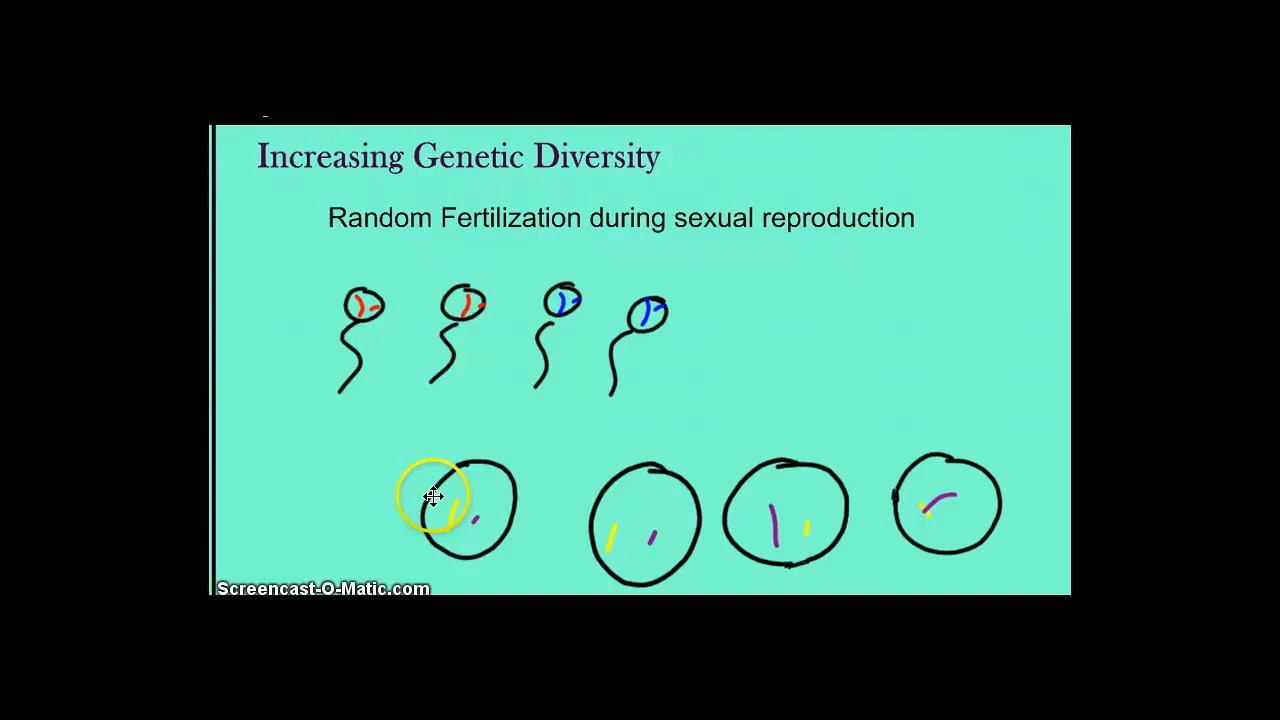 Increasing Genetic Diversity
Random Fertilization during sexual reproduction
Screencast-O-Matic.com